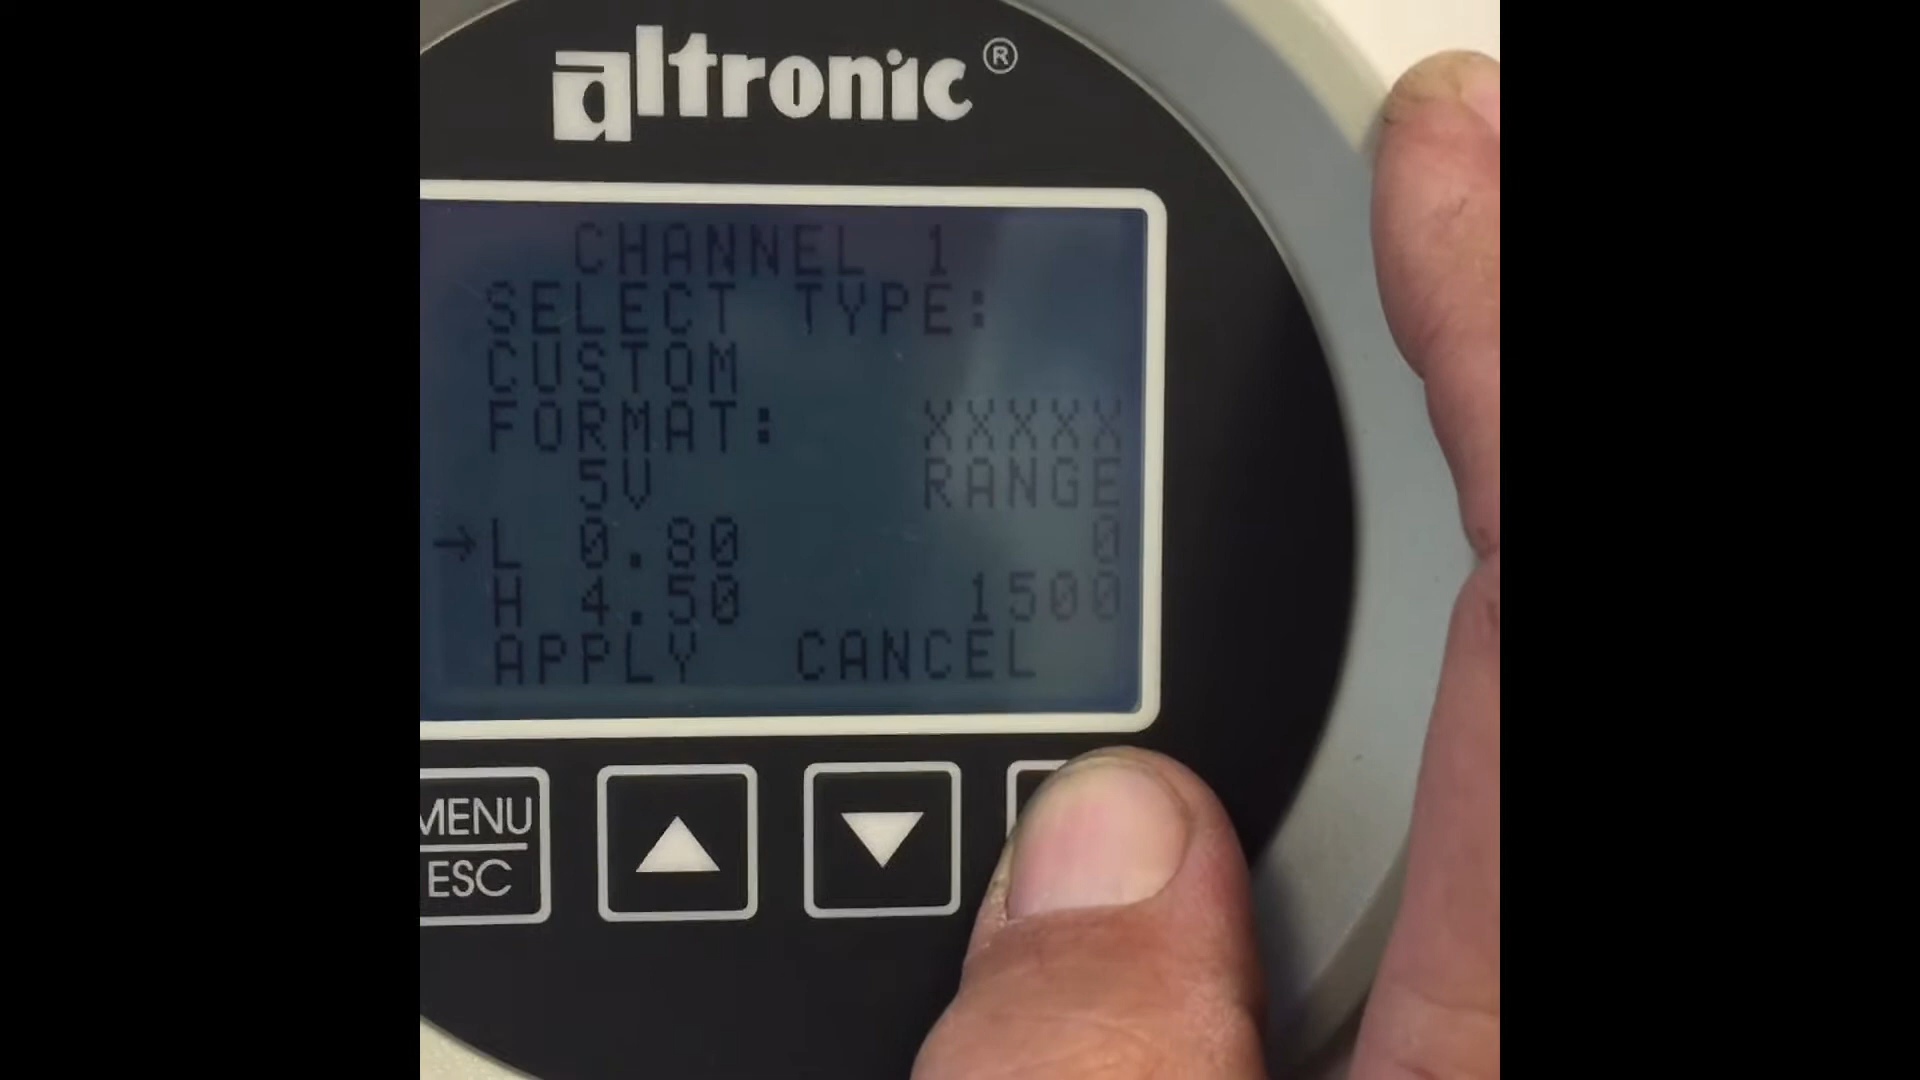 altronic ®
CHANNEL 1
SELECT TYPE:
CUSTOM
FORMAT: XXXXX
5V RANGE
→L 0.80 0
H 4.50 1500
APPLY CANCEL
MENU
ESC